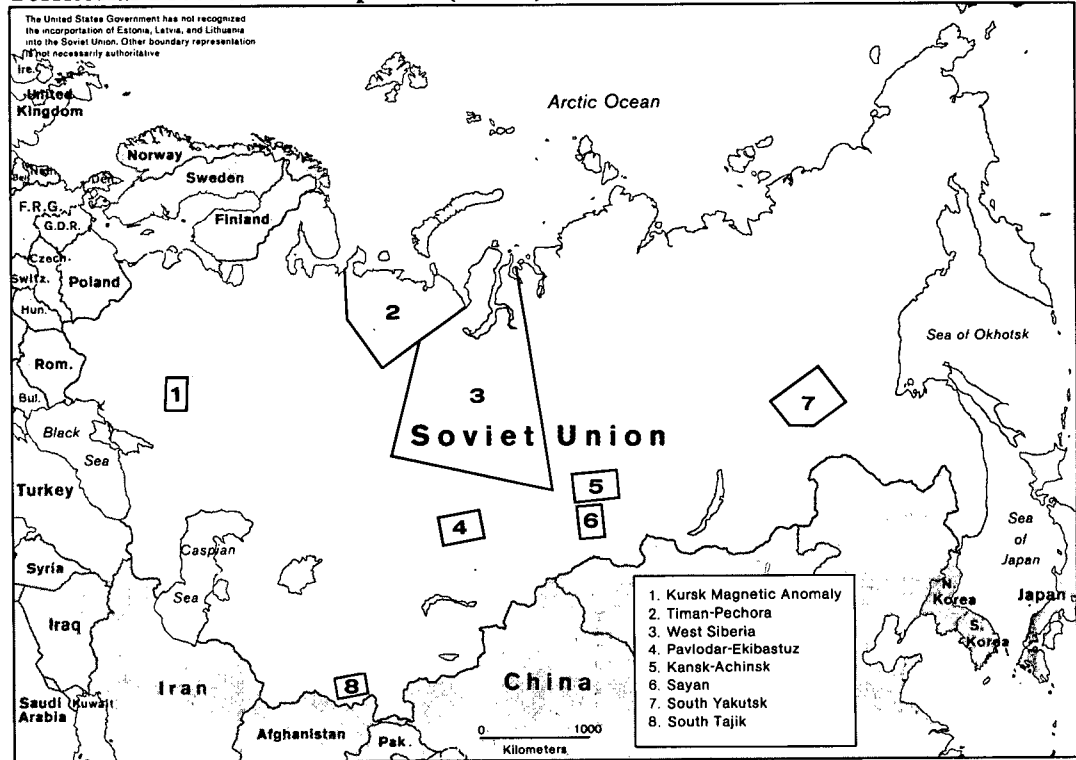 The United States Government has not recognized
the incorportation of Estonia, Latvia, and Lithuania
into the Soviet Union. Other boundary representation
is not necessarily authoritative
Ire.
United
Kingdom
Arctic Ocean
Norway
Sweden
Finland
Bel.
Neth.
Den.
F.R.G.
G.D.R.
Czech.
Switz.
Poland
Hun.
Rom.
Bul.
Black
Sea
Turkey
Syria
Iraq
Saudi
Arabia
Kuwait
Caspian
Sea
Iran
Afghanistan
Pak.
China
Soviet Union
Sea of Okhotsk
Sea
of
Japan
N.
Korea
S.
Korea
Japan
1
2
3
4
5
6
7
8
1. Kursk Magnetic Anomaly
2. Timan-Pechora
3. West Siberia
4. Pavlodar-Ekibastuz
5. Kansk-Achinsk
6. Sayan
7. South Yakutsk
8. South Tajik
0 1000
Kilometers